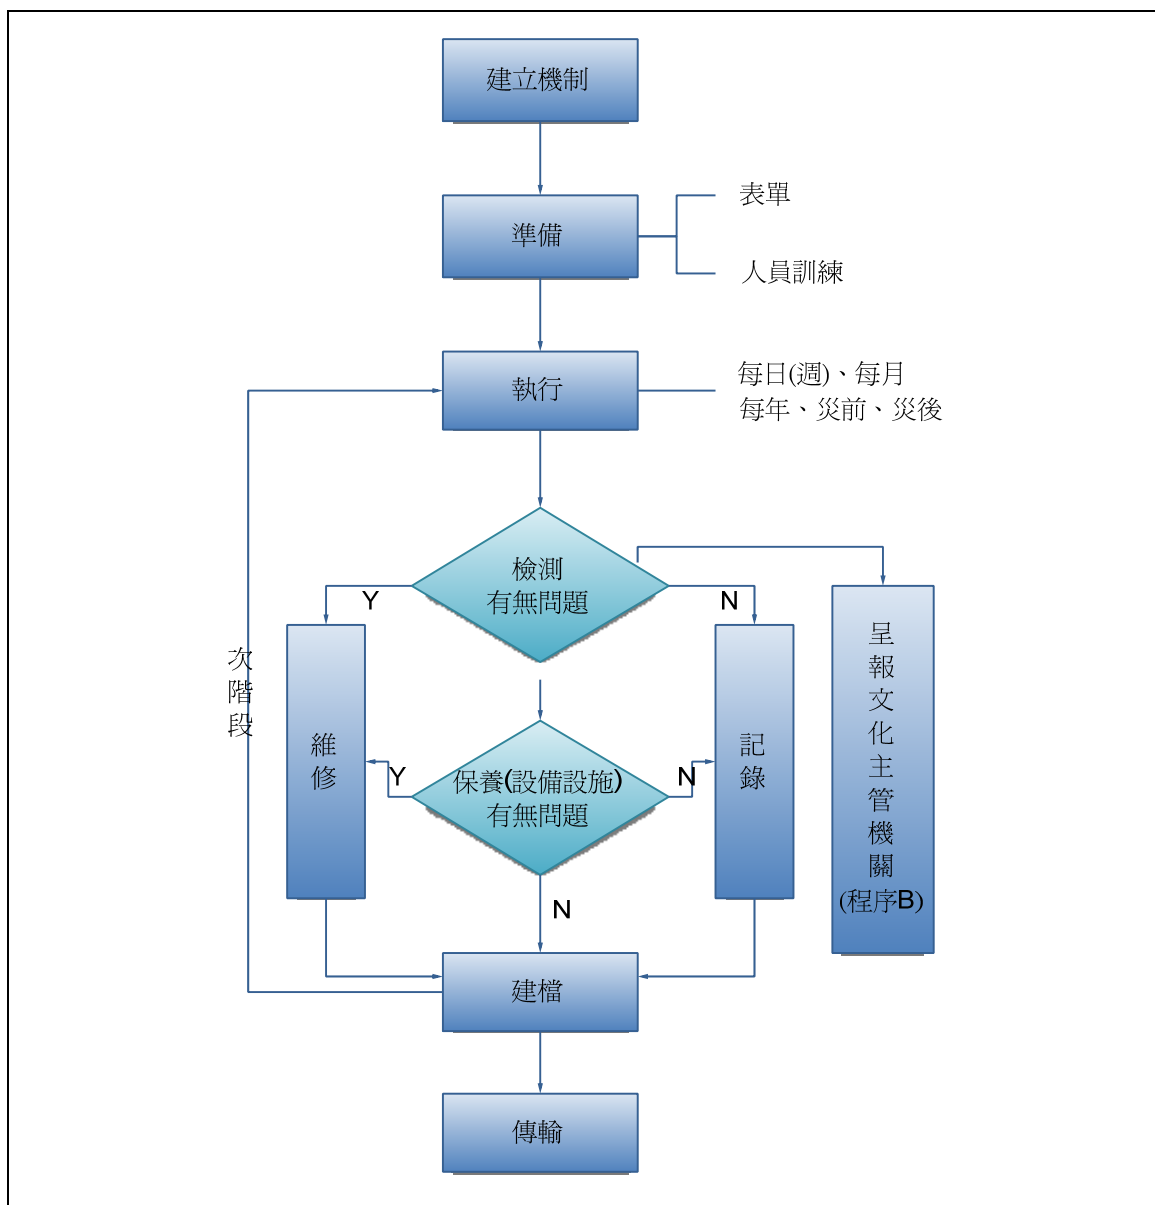 建立機制
準備
表單
人員訓練
執行
每日(週)、每月
每年、災前、災後
檢測
有無問題
Y
N
次階段
維修
保養(設備設施)
有無問題
Y
N
記錄
呈報文化主管機關
(程序B)
N
建檔
傳輸